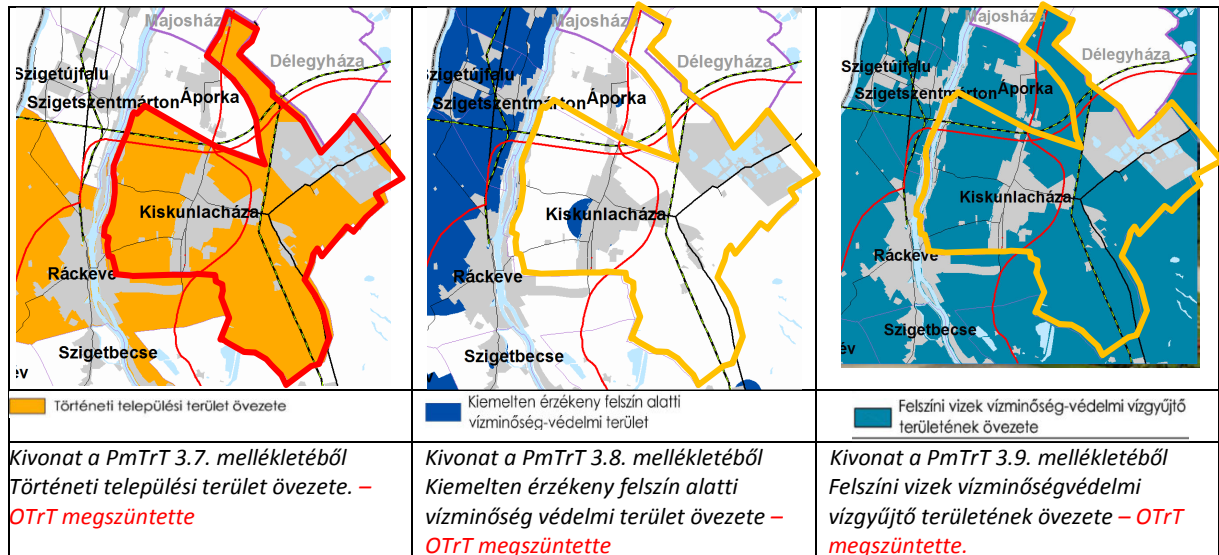 Majosháza
Délegyháza
Szigetújfalu
Szigetszentmárton
Áporka
Kiskunlacháza
Ráckeve
Szigetbecse
év
Majosháza
Délegyháza
Szigetújfalu
Szigetszentmárton
Áporka
Kiskunlacháza
Ráckeve
Szigetbecse
Majosháza
Délegyháza
Szigetújfalu
Szigetszentmárton
Áporka
Kiskunlacháza
Ráckeve
Szigetbecse
év
Történeti települési terület övezete
Kiemelten érzékeny felszín alatti
vízminőség-védelmi terület
Felszíni vizek vízminőség-védelmi vízgyűjtő
területének övezete
Kivonat a PmTrT 3.7. mellékletéből
Történeti települési terület övezete. –
OTrT megszüntette
Kivonat a PmTrT 3.8. mellékletéből
Kiemelten érzékeny felszín alatti
vízminőség védelmi terület övezete –
OTrT megszüntette
Kivonat a PmTrT 3.9. mellékletéből
Felszíni vizek vízminőségvédelmi
vízgyűjtő területének övezete – OTrT
megszüntette.